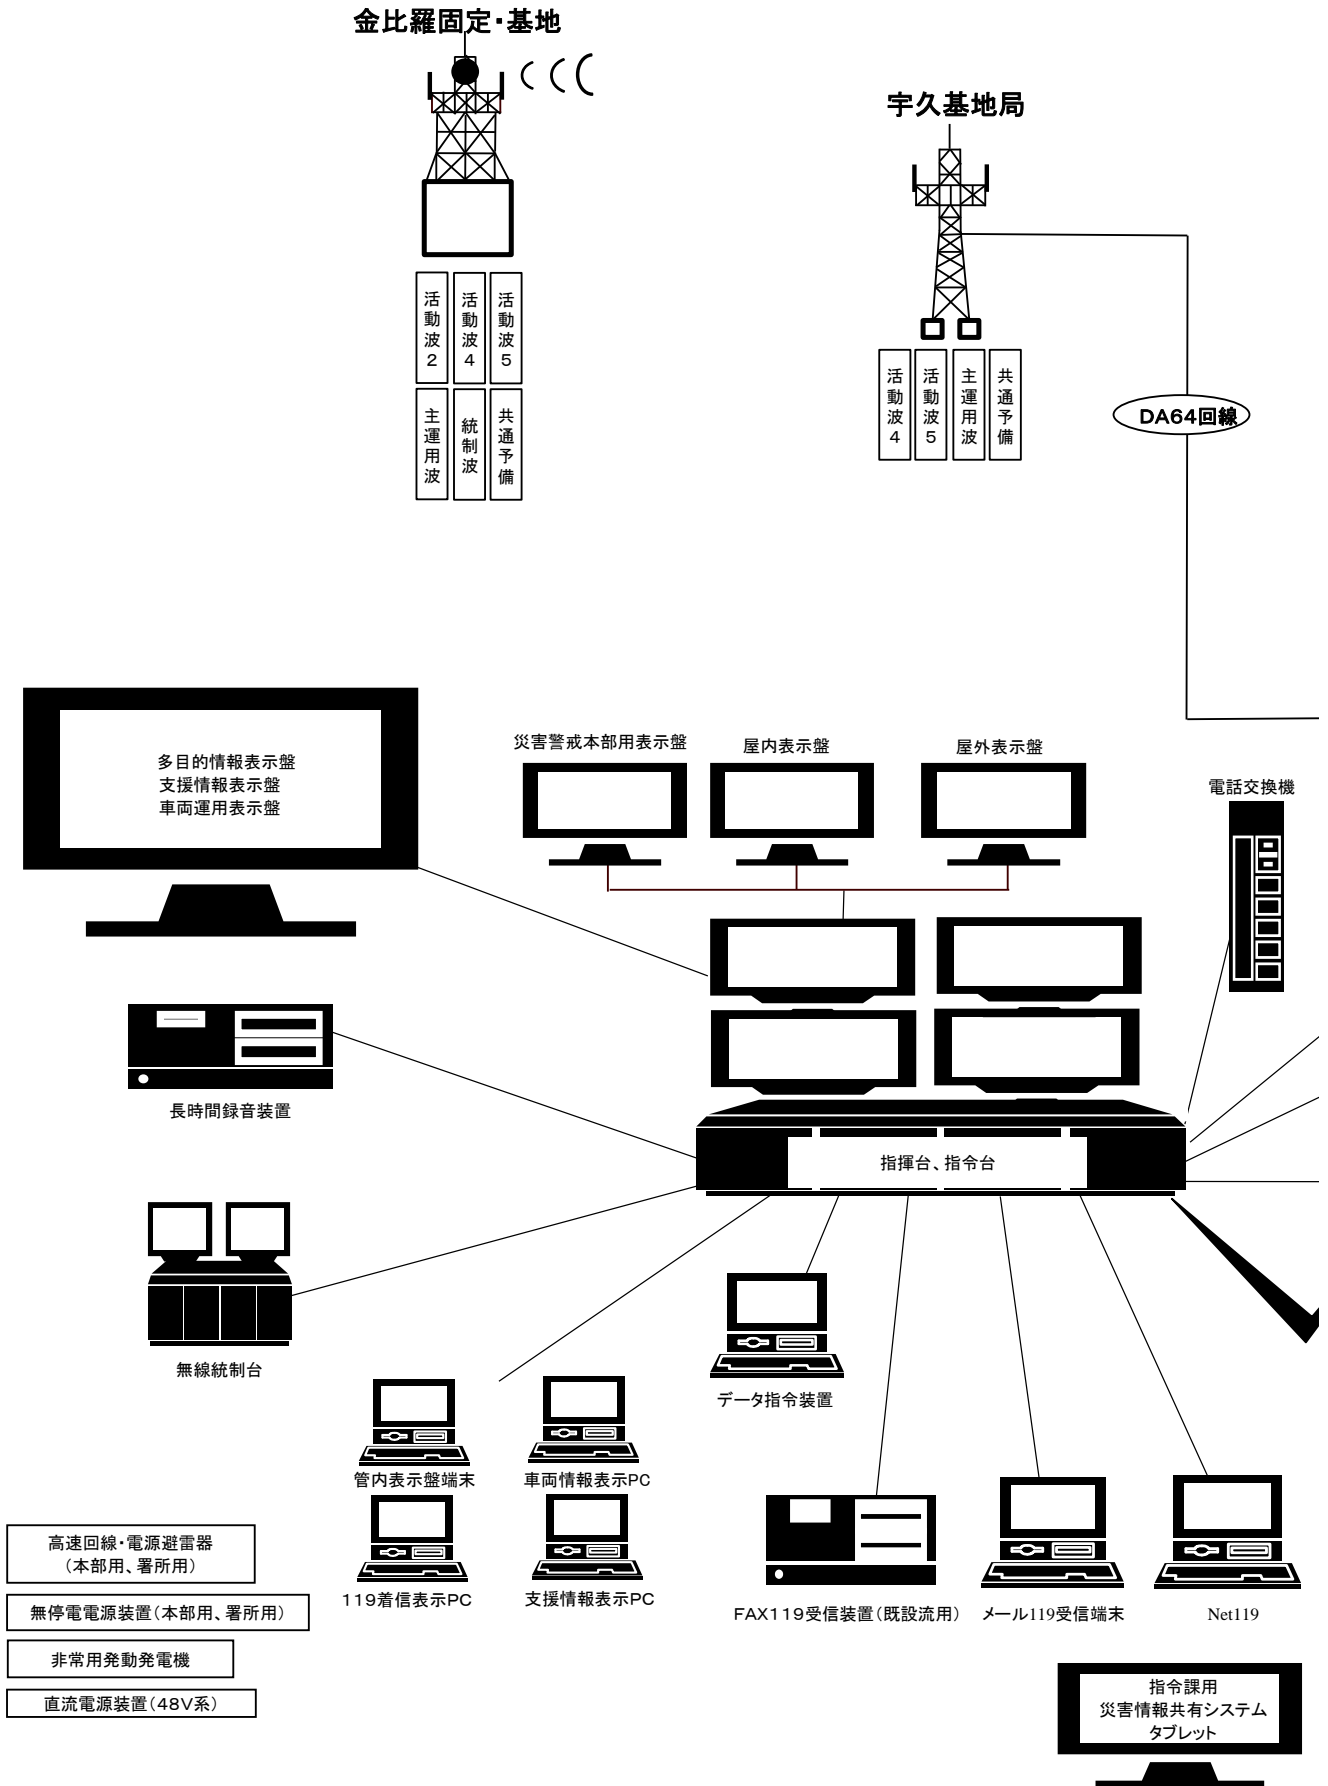 金比羅固定・基地
宇久基地局
活動波2
活動波4
活動波5
主運用波
統制波
共通予備
活動波4
活動波5
主運用波
共通予備
DA64回線
多目的情報表示盤
支援情報表示盤
車両運用表示盤
災害警戒本部用表示盤
屋内表示盤
屋外表示盤
電話交換機
長時間録音装置
指揮台、指令台
無線統制台
データ指令装置
管内表示盤端末
車両情報表示PC
119着信表示PC
支援情報表示PC
FAX119受信装置(既設流用)
メール119受信端末
Net119
高速回線・電源避雷器
(本部用、署所用)
無停電電源装置(本部用、署所用)
非常用発動発電機
直流電源装置(48V系)
指令課用
災害情報共有システム
タブレット